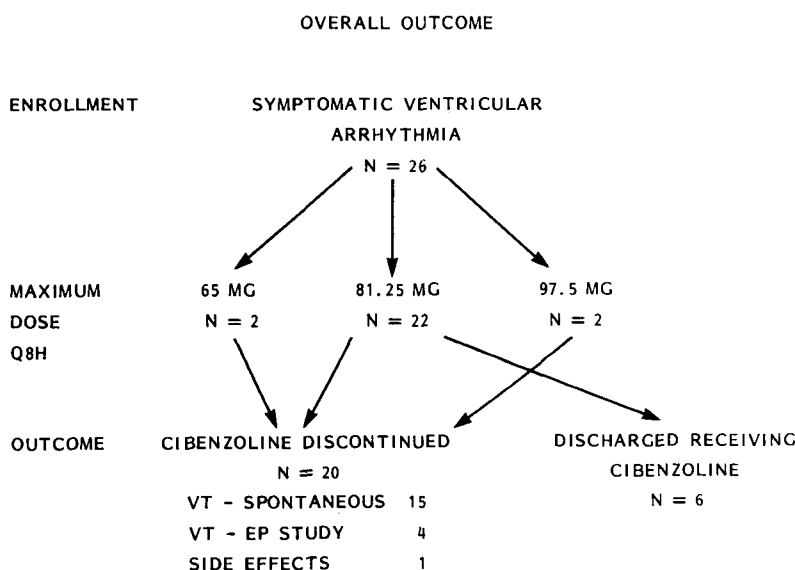 OVERALL OUTCOME
ENROLLMENT SYMPTOMATIC VENTRICULAR
ARRHYTHMIA
N = 26
MAXIMUM 65 MG 81.25 MG 97.5 MG
DOSE N = 2 N = 22 N = 2
Q8H
OUTCOME CIBENZOLINE DISCONTINUED DISCHARGED RECEIVING
N = 20 CIBENZOLINE
VT - SPONTANEOUS 15 N = 6
VT - EP STUDY 4
SIDE EFFECTS 1